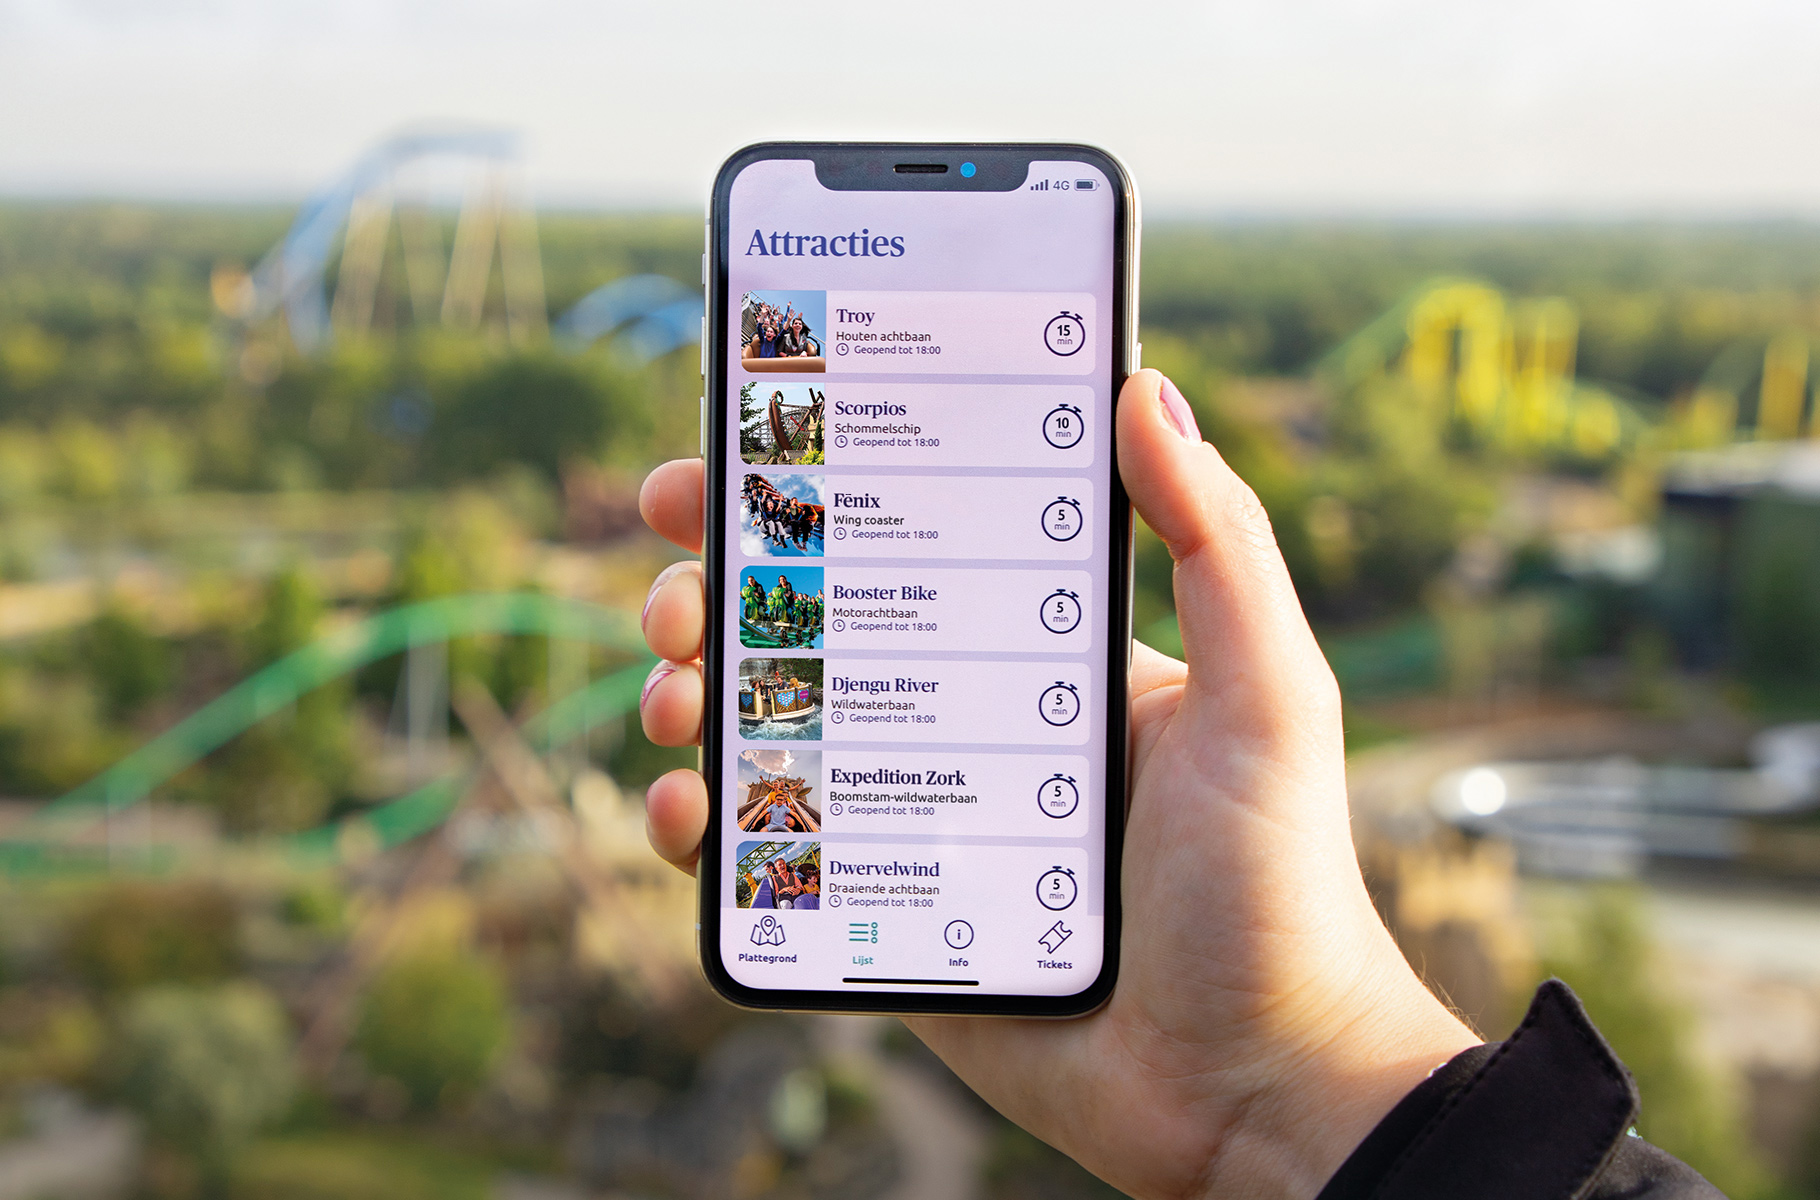 4G
Attracties
Troy
Houten achtbaan
Geopend tot 18:00
15
min
Scorpios
Schommelschip
Geopend tot 18:00
10
min
Fēnix
Wing coaster
Geopend tot 18:00
5
min
Booster Bike
Motorachtbaan
Geopend tot 18:00
5
min
Djengu River
Wildwaterbaan
Geopend tot 18:00
5
min
Expedition Zork
Boomstam-wildwaterbaan
Geopend tot 18:00
5
min
Dwervelwind
Draaiende achtbaan
Geopend tot 18:00
5
min
Plattegrond
Lijst
Info
Tickets